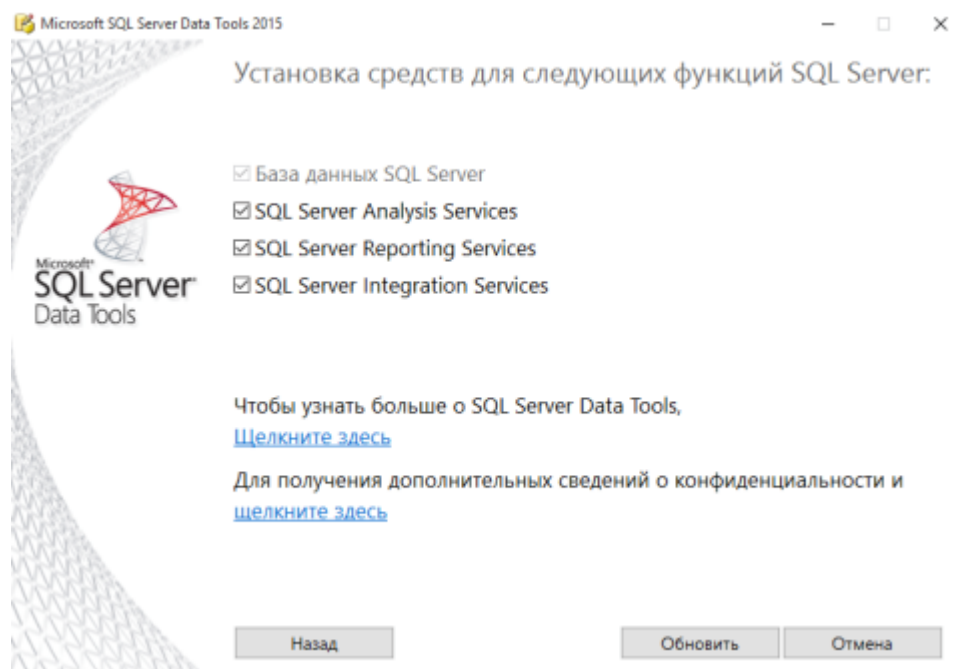 Microsoft SQL Server Data Tools 2015
Установка средств для следующих функций SQL Server:
База данных SQL Server
SQL Server Analysis Services
SQL Server Reporting Services
SQL Server Integration Services
Microsoft
SQL Server
Data Tools
Чтобы узнать больше о SQL Server Data Tools,
Щелкните здесь
Для получения дополнительных сведений о конфиденциальности и
щелкните здесь
Назад
Обновить
Отмена